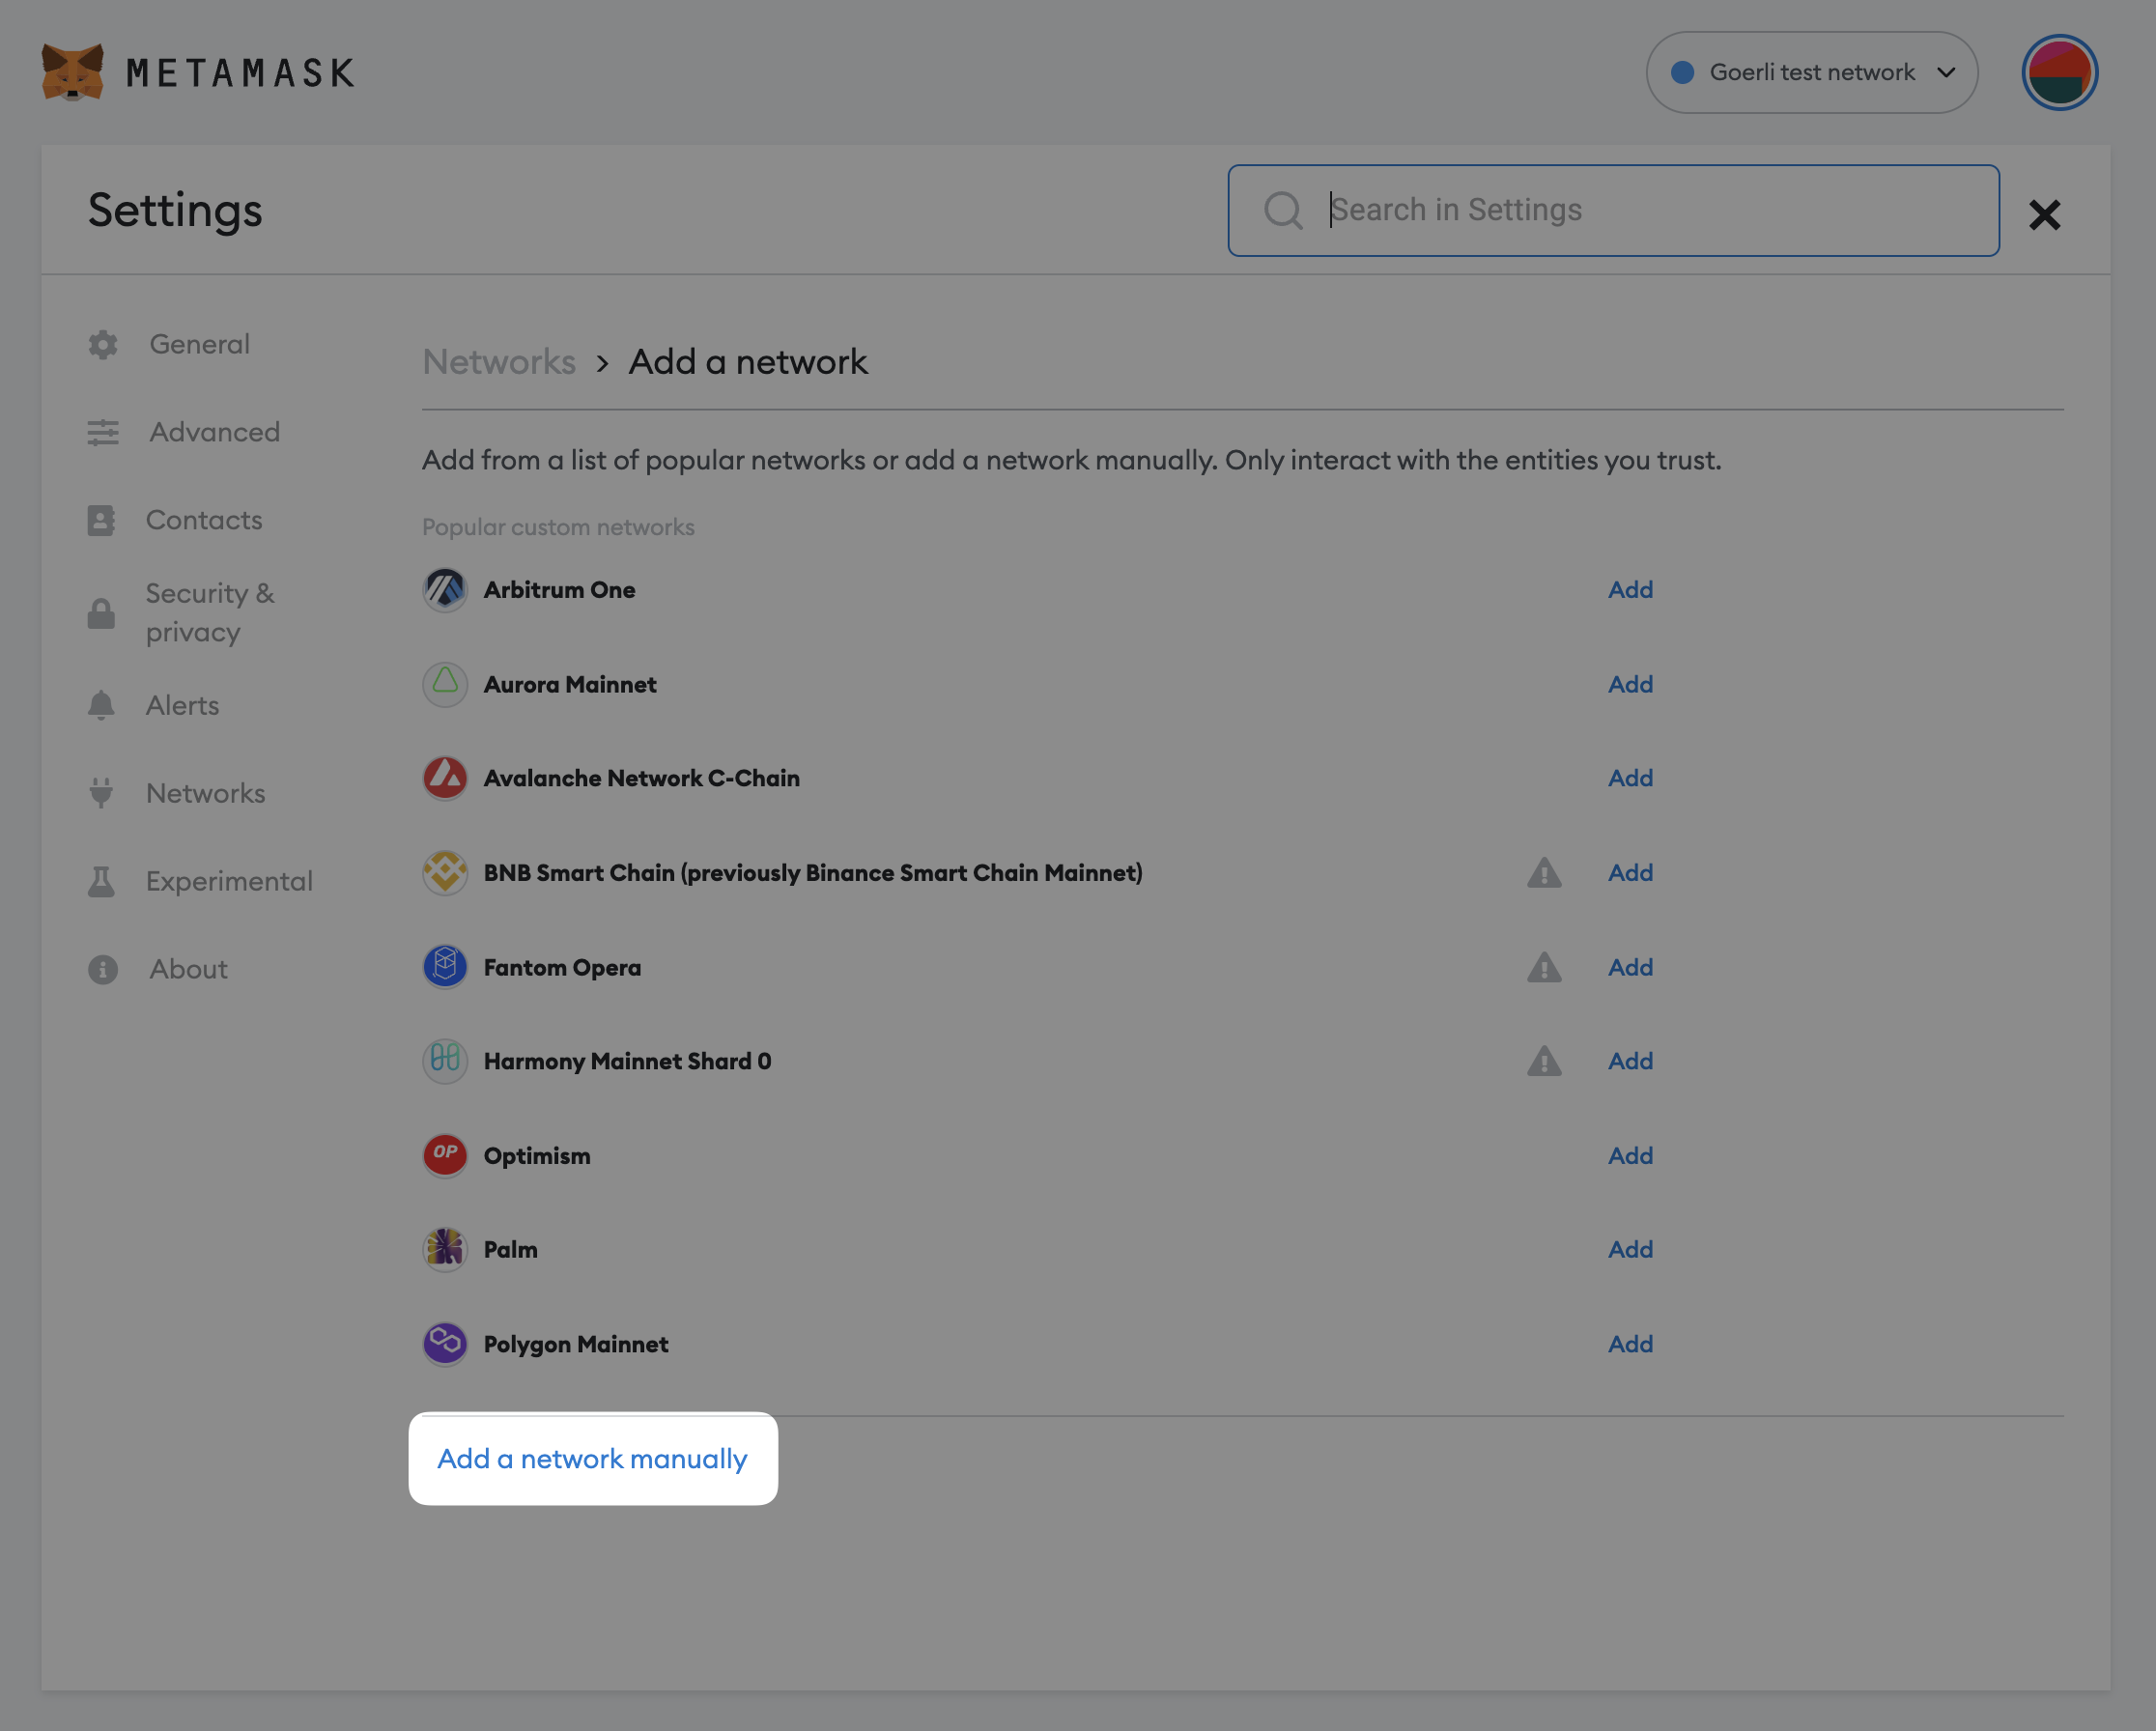 METAMASK
Goerli test network
Settings
Search in Settings
General
Advanced
Contacts
Security &
privacy
Alerts
Networks
Experimental
About
Networks > Add a network
Add from a list of popular networks or add a network manually. Only interact with the entities you trust.
Popular custom networks
Arbitrum One Add
Aurora Mainnet Add
Avalanche Network C-Chain Add
BNB Smart Chain (previously Binance Smart Chain Mainnet) Add
Fantom Opera Add
Harmony Mainnet Shard 0 Add
OP Optimism Add
Palm Add
Polygon Mainnet Add
Add a network manually